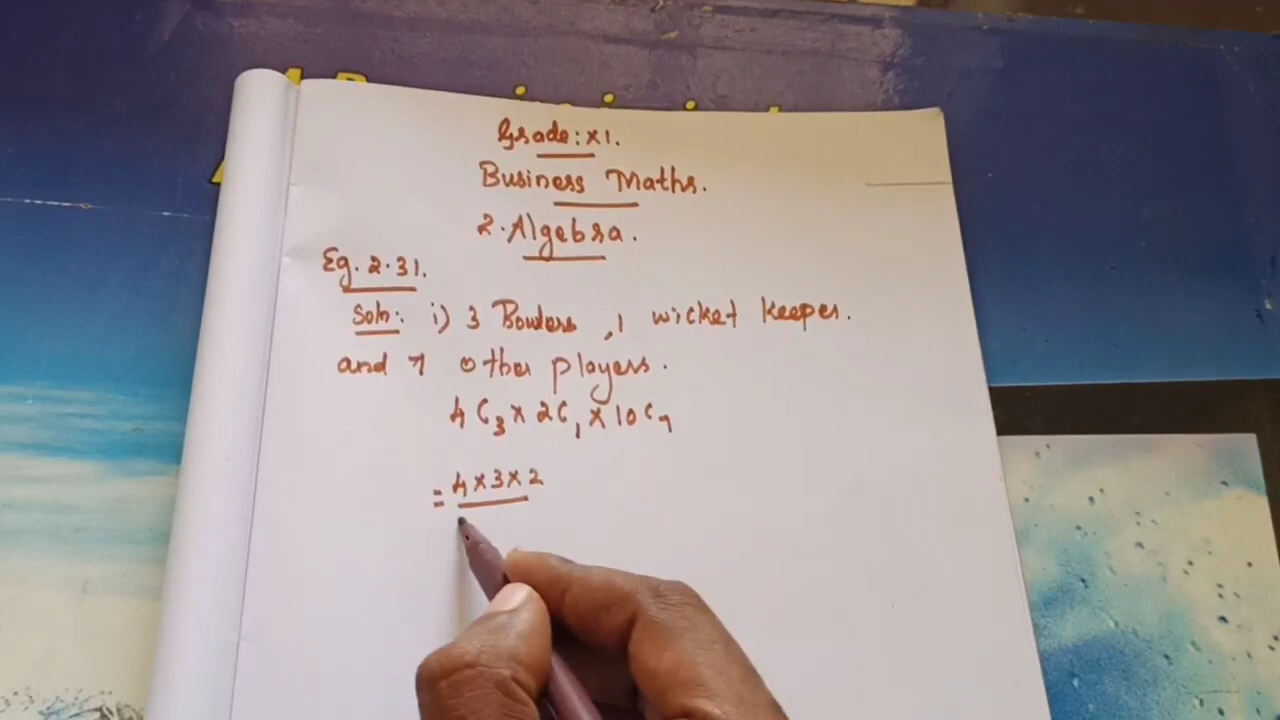 Grade: XI.
Business Maths.
2. Algebra.
Eg. 2.31.
Soln: i) 3 Bowlers, 1 wicket keeper.
and 7 other players.
4C₃ × 2C₁ × 10C₇
= 4×3×2